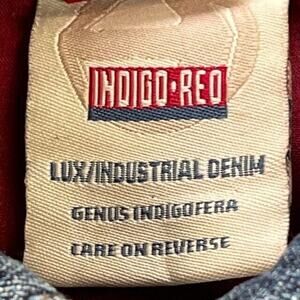 INDIGO•RED
LUX/INDUSTRIAL DENIM
GENUS INDIGOFERA
CARE ON REVERSE